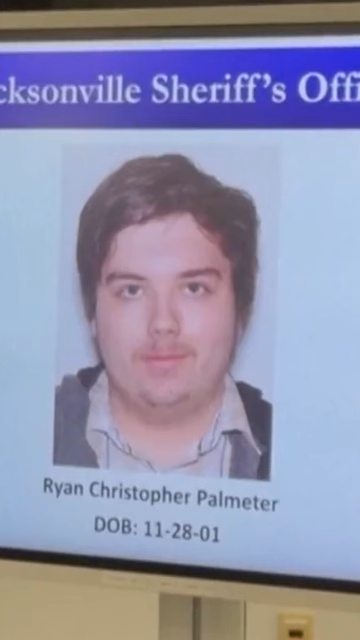 cksonville Sheriff's Offi
Ryan Christopher Palmeter
DOB: 11-28-01